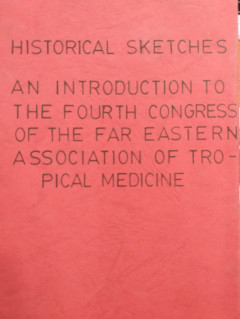 HISTORICAL SKETCHES
AN INTRODUCTION TO
THE FOURTH CONGRESS
OF THE FAR EASTERN
ASSOCIATION OF TRO-
PICAL MEDICINE